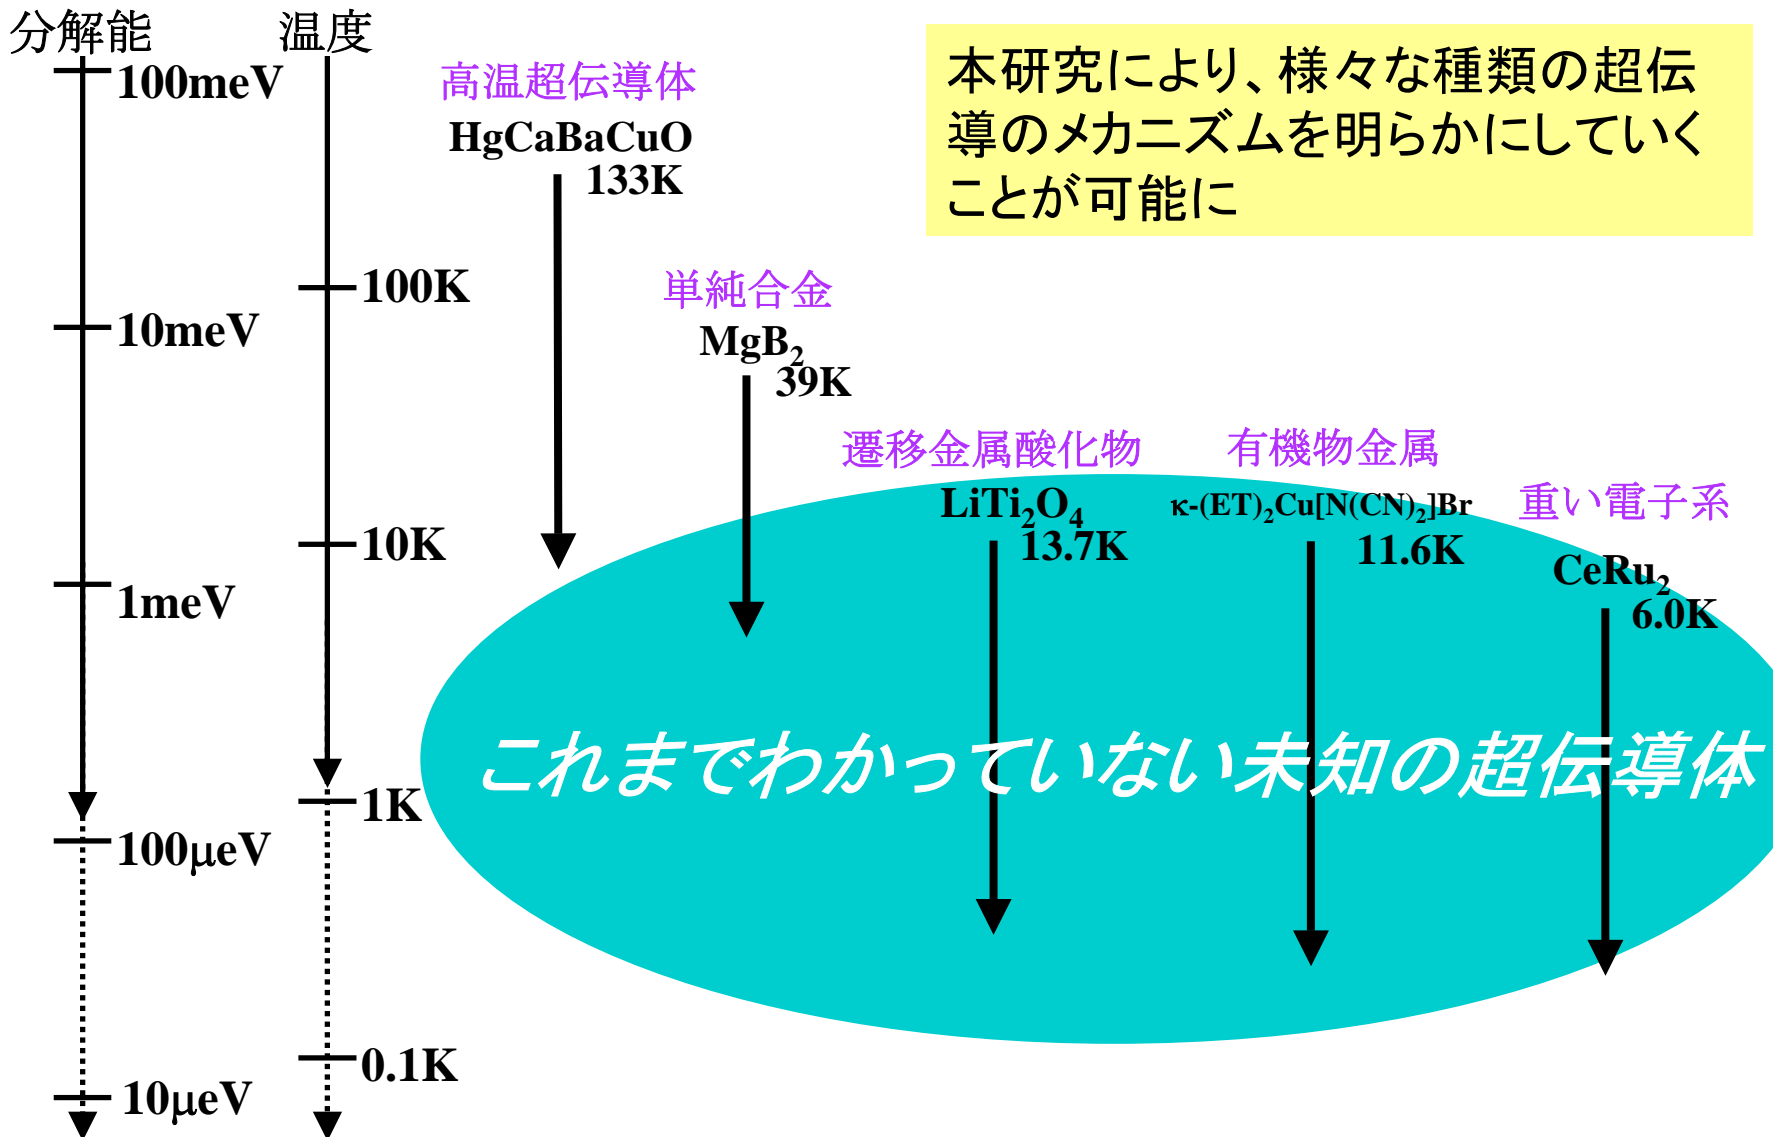 分解能
温度
100meV
10meV
1meV
100μeV
10μeV
100K
10K
1K
0.1K
高温超伝導体
HgCaBaCuO
133K
単純合金
MgB₂
39K
遷移金属酸化物
LiTi₂O₄
13.7K
有機物金属
κ-(ET)₂Cu[N(CN)₂]Br
11.6K
重い電子系
CeRu₂
6.0K
本研究により、様々な種類の超伝
導のメカニズムを明らかにしていく
ことが可能に
これまでわかっていない未知の超伝導体